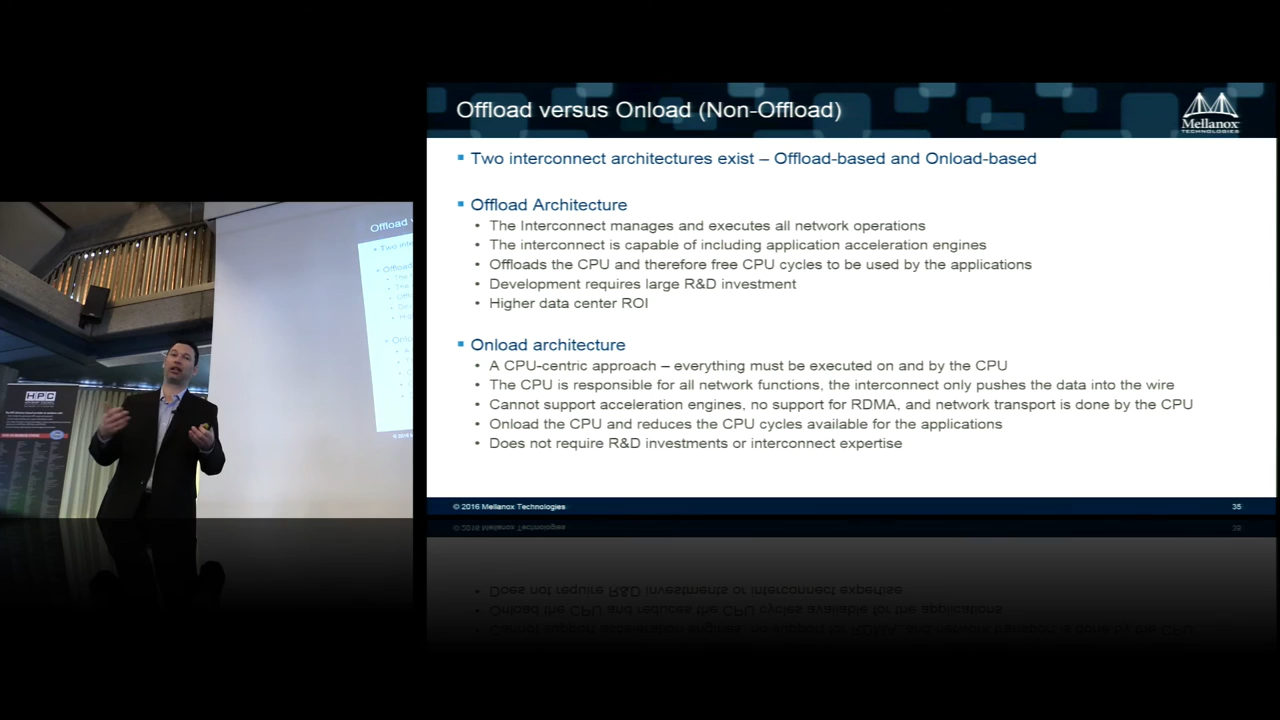 Offload versus Onload (Non-Offload)
Mellanox
TECHNOLOGIES
Two interconnect architectures exist – Offload-based and Onload-based
Offload Architecture
The Interconnect manages and executes all network operations
The interconnect is capable of including application acceleration engines
Offloads the CPU and therefore free CPU cycles to be used by the applications
Development requires large R&D investment
Higher data center ROI
Onload architecture
A CPU-centric approach – everything must be executed on and by the CPU
The CPU is responsible for all network functions, the interconnect only pushes the data into the wire
Cannot support acceleration engines, no support for RDMA, and network transport is done by the CPU
Onload the CPU and reduces the CPU cycles available for the applications
Does not require R&D investments or interconnect expertise
© 2016 Mellanox Technologies
35
Offload
Two
HPC